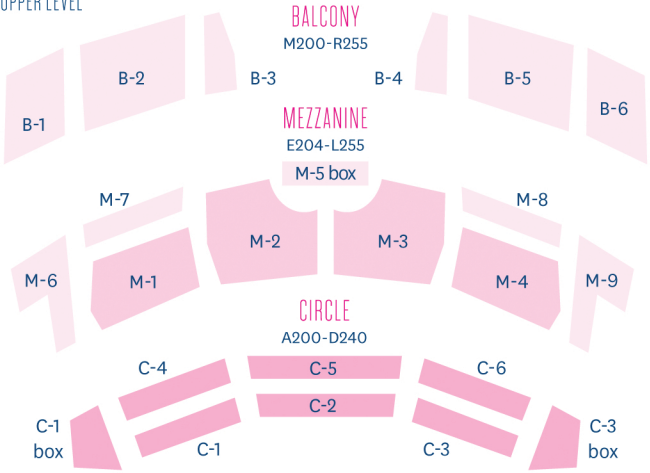 UPPER LEVEL
BALCONY
M200-R255
B-1
B-2
B-3
B-4
B-5
B-6
MEZZANINE
E204-L255
M-5 box
M-7
M-8
M-6
M-1
M-2
M-3
M-4
M-9
CIRCLE
A200-D240
C-4
C-5
C-6
C-2
C-1
box
C-1
C-3
C-3
box